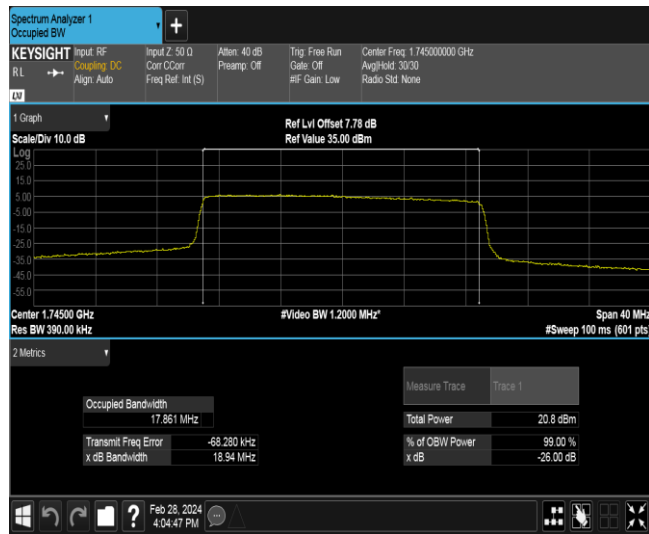 Spectrum Analyzer 1
Occupied BW
KEYSIGHT
RL
LXI
Input: RF
Coupling: DC
Align: Auto
Input Z: 50 Ω
Corr CCorr
Freq Ref: Int (S)
Atten: 40 dB
Preamp: Off
Trig: Free Run
Gate: Off
#IF Gain: Low
Center Freq: 1.745000000 GHz
Avg|Hold: 30/30
Radio Std: None
1 Graph
Scale/Div 10.0 dB
Ref Lvl Offset 7.78 dB
Ref Value 35.00 dBm
Log
25.0
15.0
5.00
-5.00
-15.0
-25.0
-35.0
-45.0
-55.0
Center 1.74500 GHz
Res BW 390.00 kHz
#Video BW 1.2000 MHz*
Span 40 MHz
#Sweep 100 ms (601 pts)
2 Metrics
Measure Trace Trace 1
Occupied Bandwidth
17.861 MHz
Total Power 20.8 dBm
Transmit Freq Error -68.280 kHz
% of OBW Power 99.00 %
x dB Bandwidth 18.94 MHz
x dB -26.00 dB
?
Feb 28, 2024
4:04:47 PM